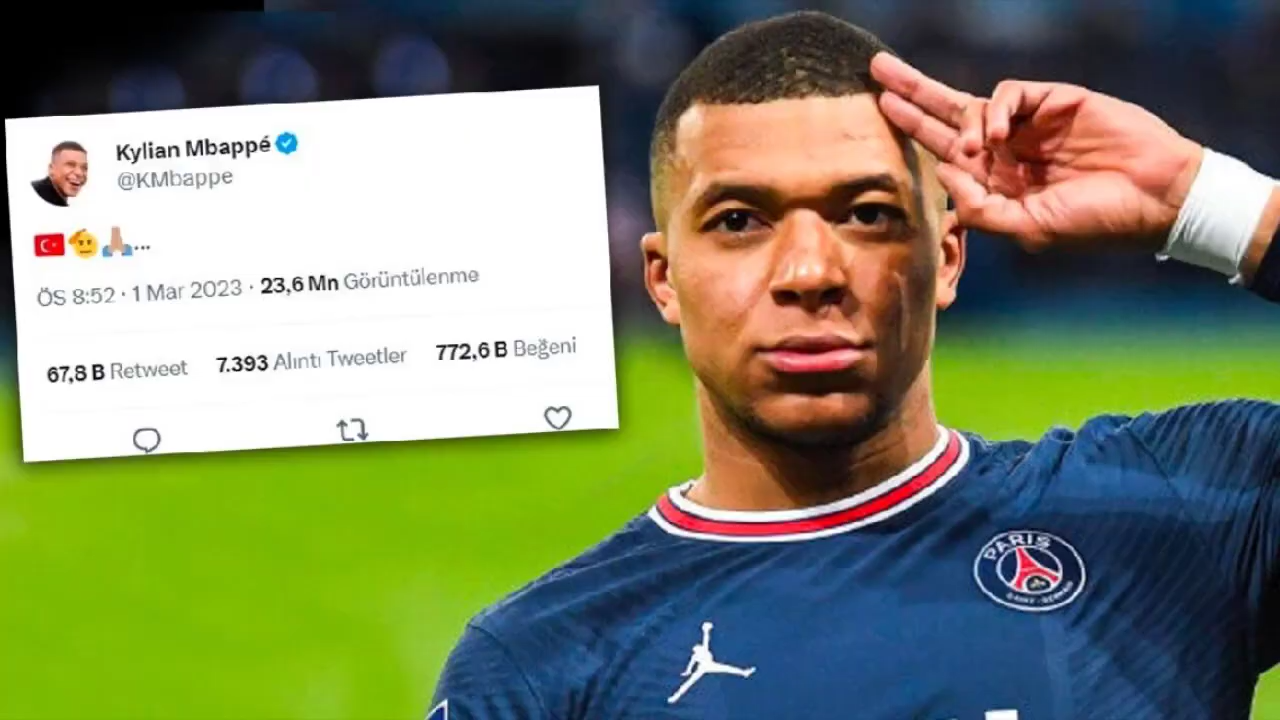 Kylian Mbappé
@KMbappe
🇹🇷🫡🙏🏼...
ÖS 8:52 · 1 Mar 2023 · 23,6 Mn Görüntülenme
67,8 B Retweet 7.393 Alıntı Tweetler 772,6 B Beğeni
PARIS
SAINT-GERMAIN